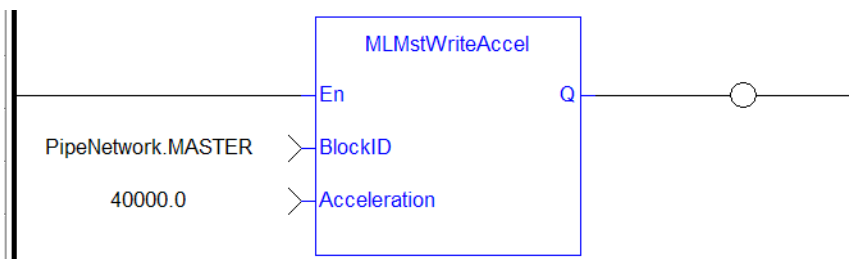 MLMstWriteAccel
En Q
PipeNetwork.MASTER BlockID
40000.0 Acceleration